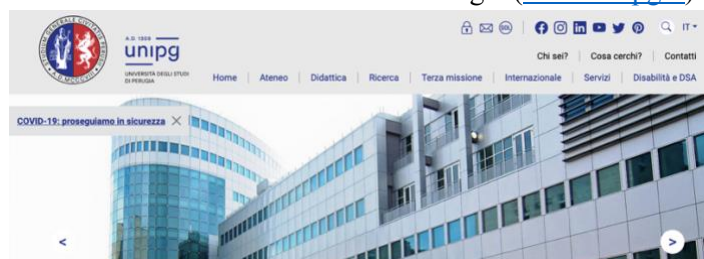 A.D. 1308
unipg
UNIVERSITÀ DEGLI STUDI
DI PERUGIA
IT
Chi sei? Cosa cerchi? Contatti
Home Ateneo Didattica Ricerca Terza missione Internazionale Servizi Disabilità e DSA
COVID-19: proseguiamo in sicurezza